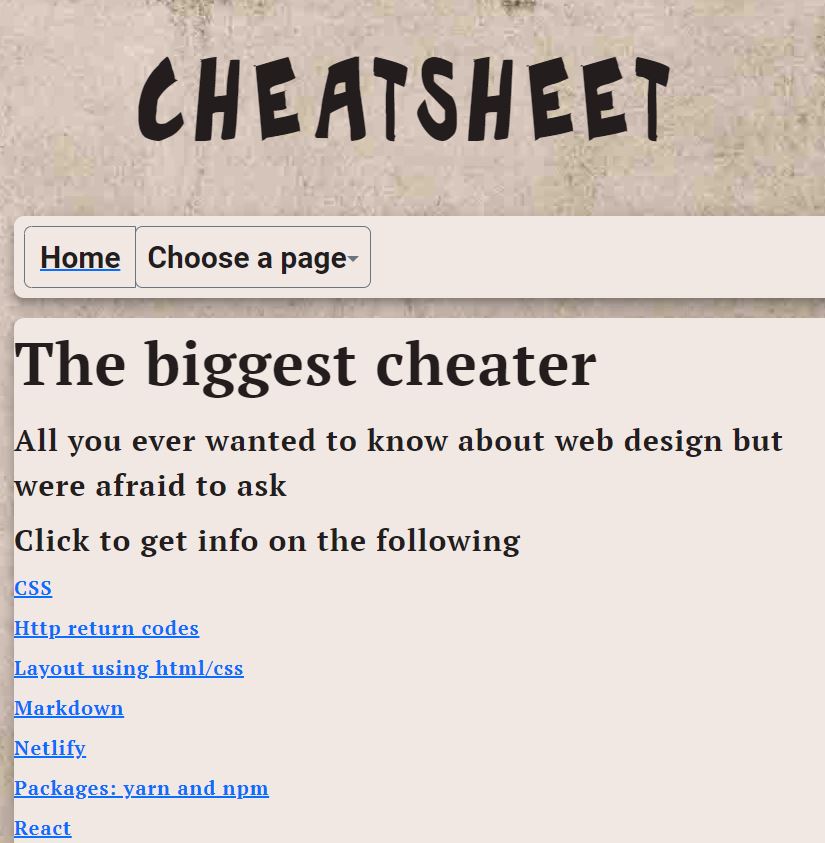 CHEATSHEET
Home Choose a page
The biggest cheater
All you ever wanted to know about web design but
were afraid to ask
Click to get info on the following
CSS
Http return codes
Layout using html/css
Markdown
Netlify
Packages: yarn and npm
React